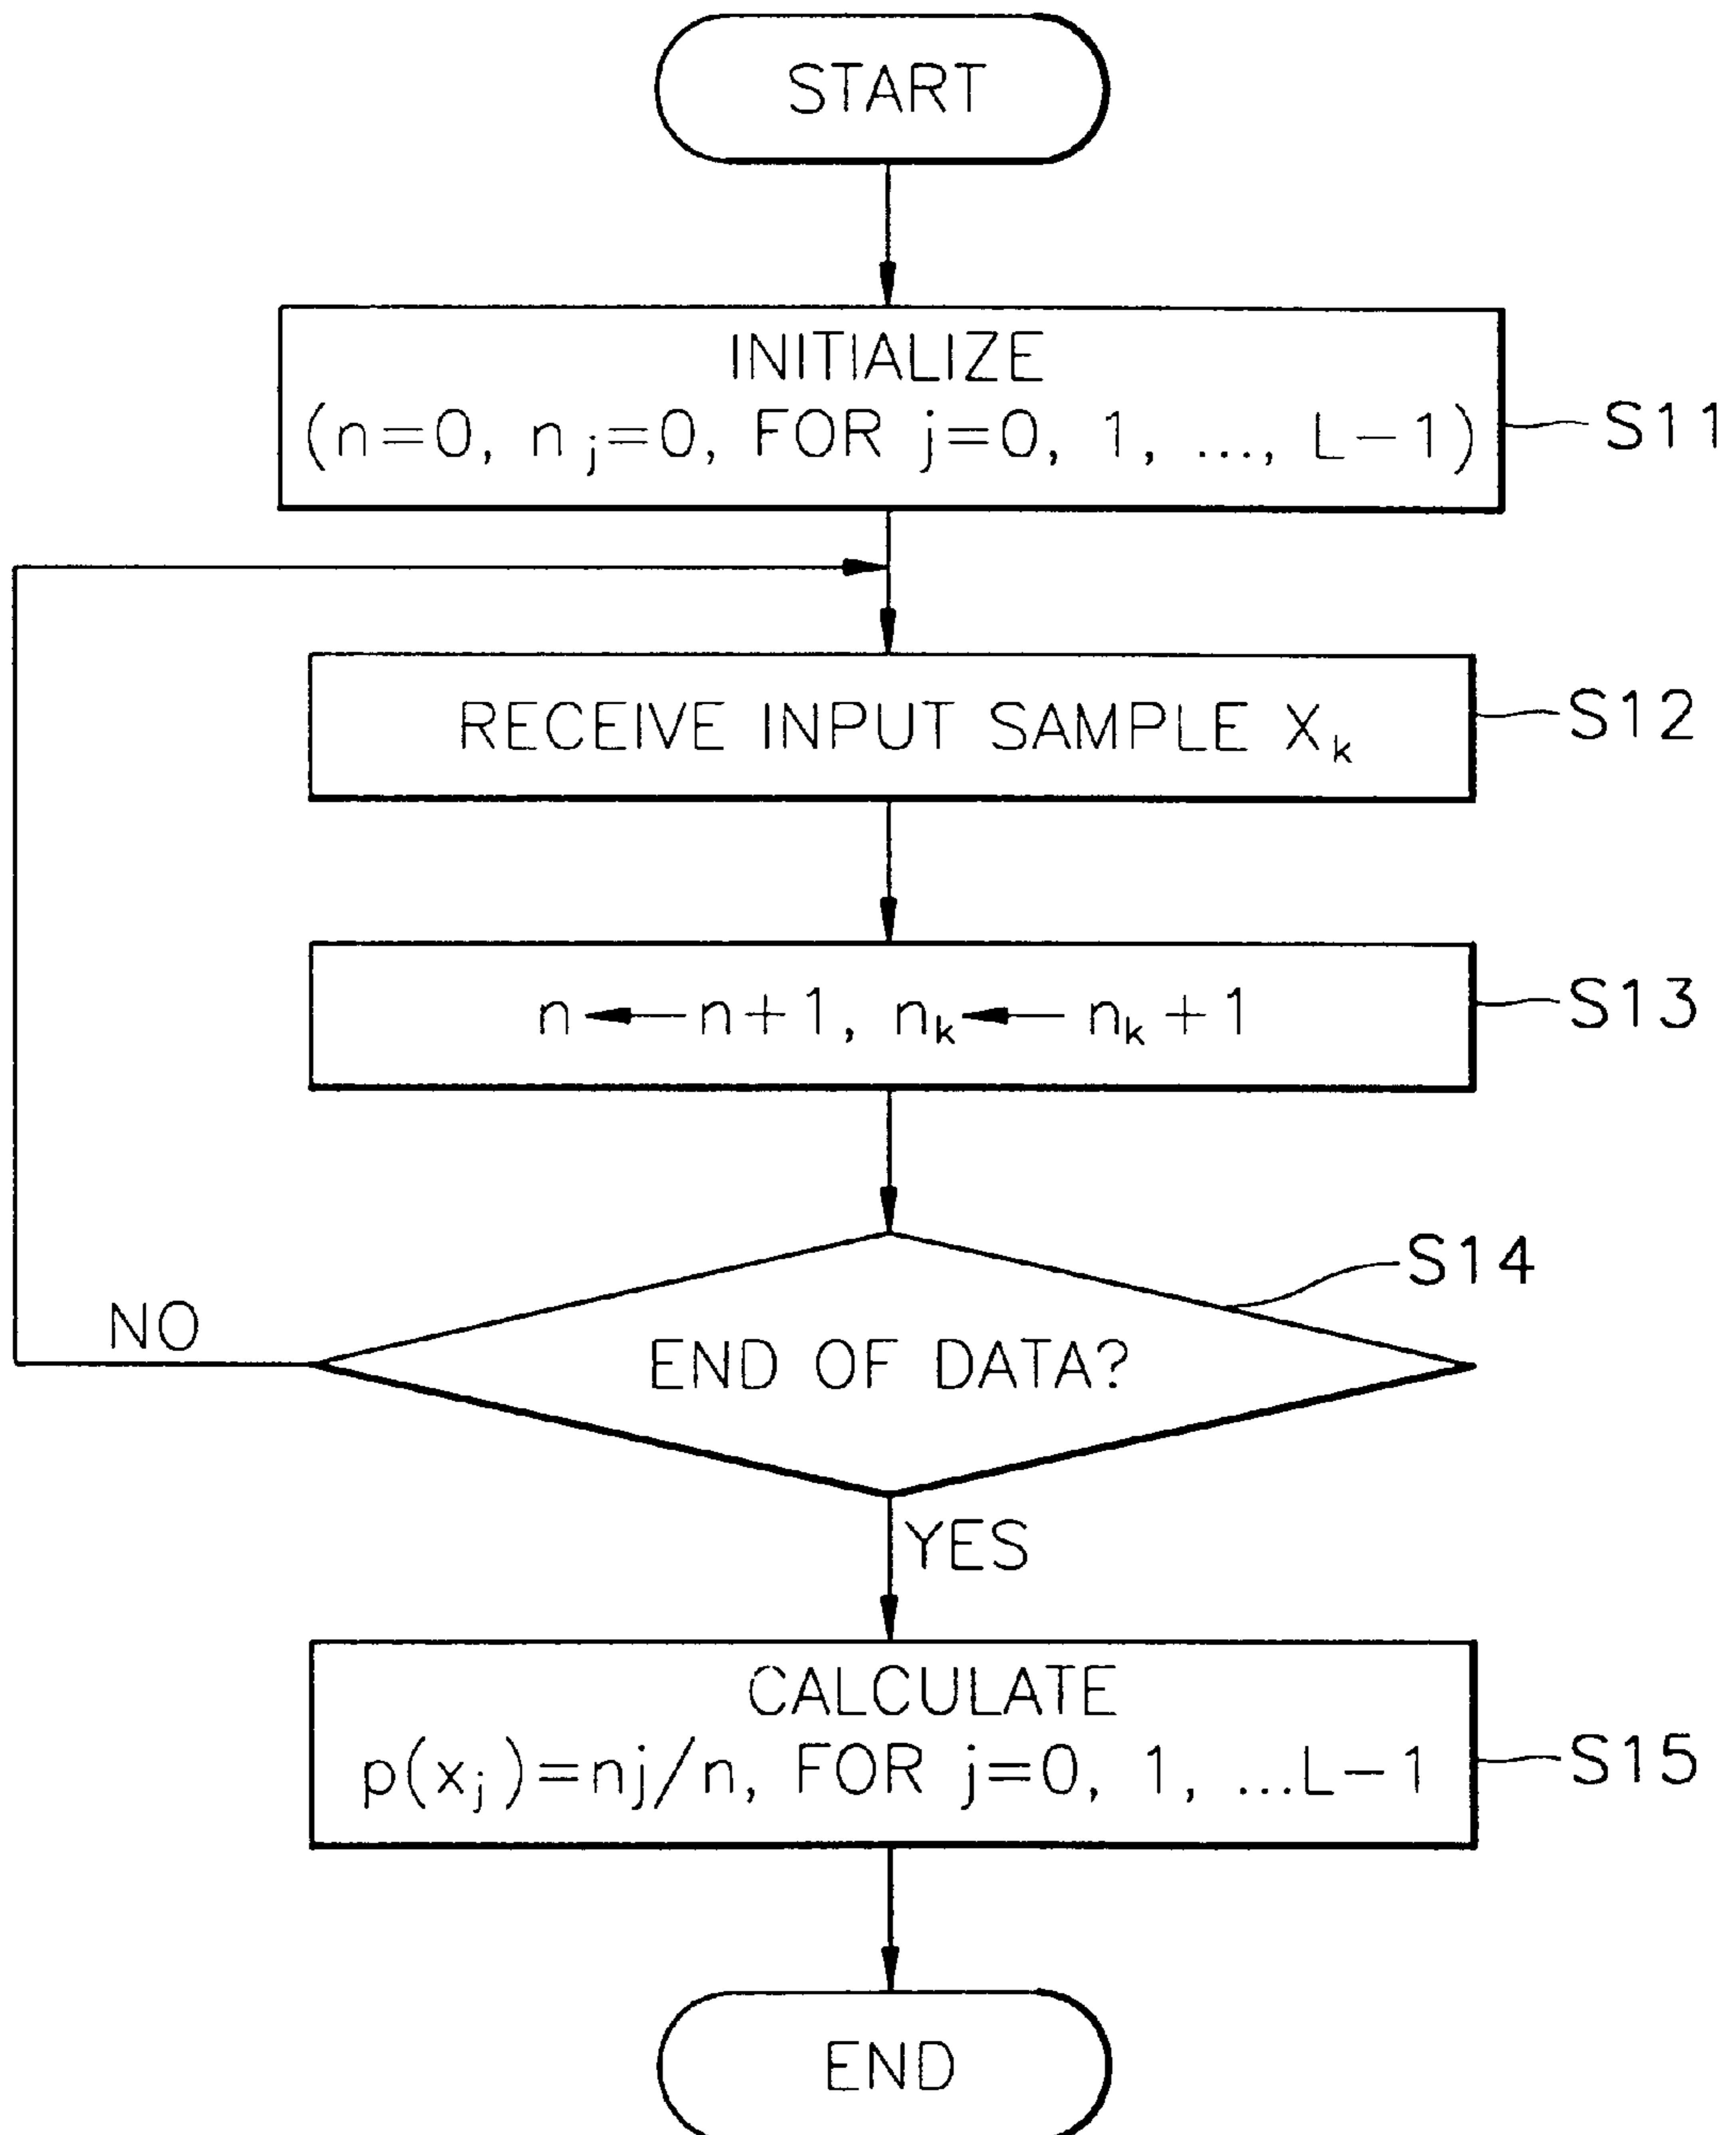 START
INITIALIZE
(n=0, nj=0, FOR j=0, 1, ..., L-1)
S11
RECEIVE INPUT SAMPLE Xk
S12
n←n+1, nk← nk+1
S13
S14
END OF DATA?
NO
YES
CALCULATE
p(xj)=nj/n, FOR j=0, 1, ...L-1
S15
END